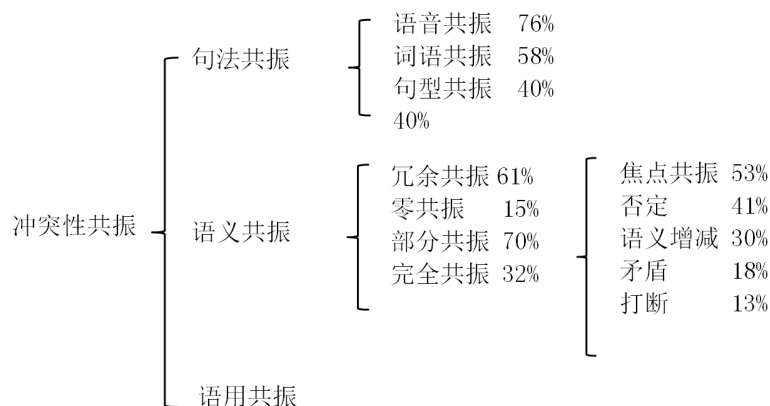 冲突性共振
句法共振
语音共振 76%
词语共振 58%
句型共振 40%
40%
语义共振
冗余共振 61%
零共振 15%
部分共振 70%
完全共振 32%
焦点共振 53%
否定 41%
语义增减 30%
矛盾 18%
打断 13%
语用共振